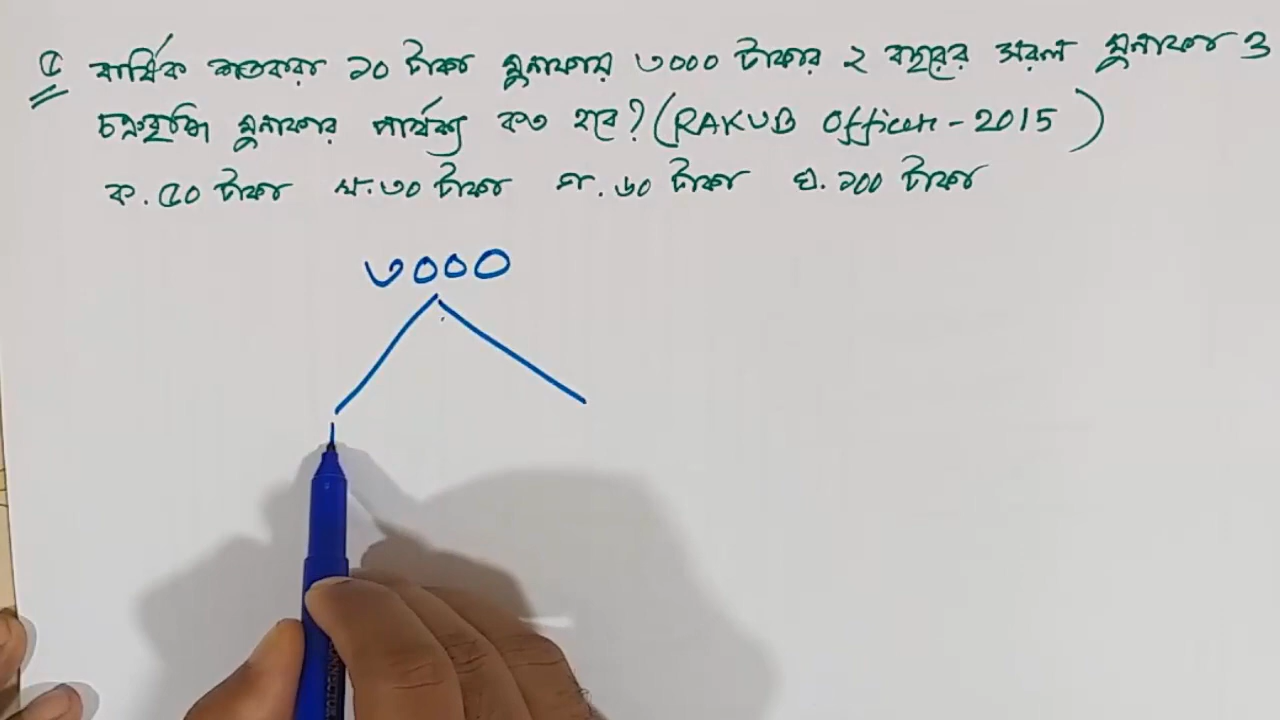 ৫ বার্ষিক শতকরা ১০ টাকা মুনাফায় ৩০০০ টাকার ২ বছরের সরল মুনাফা ও
চক্রবৃদ্ধি মুনাফার পার্থক্য কত হবে? (RAKUB Officer-2015)
ক. ৫০ টাকা খ. ৩০ টাকা গ. ৬০ টাকা ঘ. ১০০ টাকা
৩০০০